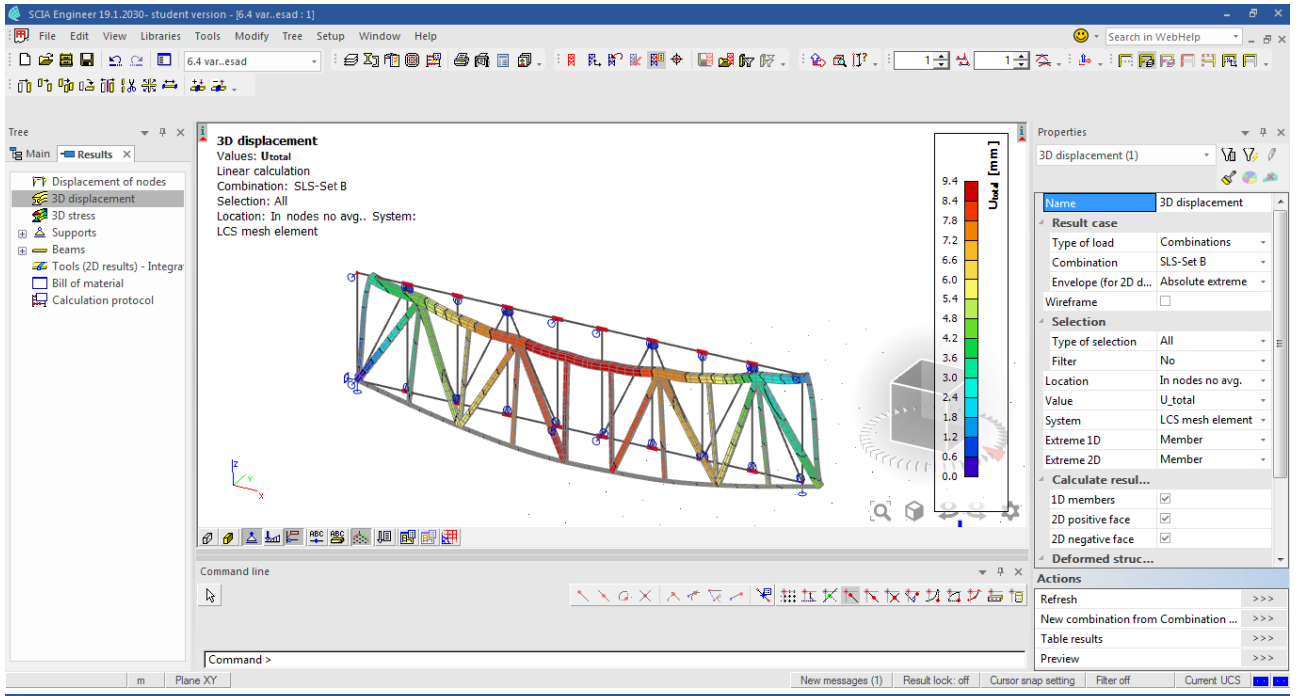 SCIA Engineer 19.1.2030- student version - [6.4 var..esad : 1]
File Edit View Libraries Tools Modify Tree Setup Window Help
Search in WebHelp
6.4 var..esad
1
1
Tree
Main
Results
Displacement of nodes
3D displacement
3D stress
Supports
Beams
Tools (2D results) - Integra
Bill of material
Calculation protocol
3D displacement
Values: Utotal
Linear calculation
Combination: SLS-Set B
Selection: All
Location: In nodes no avg.. System:
LCS mesh element
Utotal [mm]
9.4
8.4
7.8
7.2
6.6
6.0
5.4
4.8
4.2
3.6
3.0
2.4
1.8
1.2
0.6
0.0
Z
Y
X
ABC
ABC
Command line
Command >
Properties
3D displacement (1)
Name 3D displacement
Result case
Type of load Combinations
Combination SLS-Set B
Envelope (for 2D d... Absolute extreme
Wireframe
Selection
Type of selection All
Filter No
Location In nodes no avg.
Value U_total
System LCS mesh element
Extreme 1D Member
Extreme 2D Member
Calculate resul...
1D members
2D positive face
2D negative face
Deformed struc...
Actions
Refresh >>>
New combination from Combination ... >>>
Table results >>>
Preview >>>
m Plane XY New messages (1) Result lock: off Cursor snap setting Filter off Current UCS